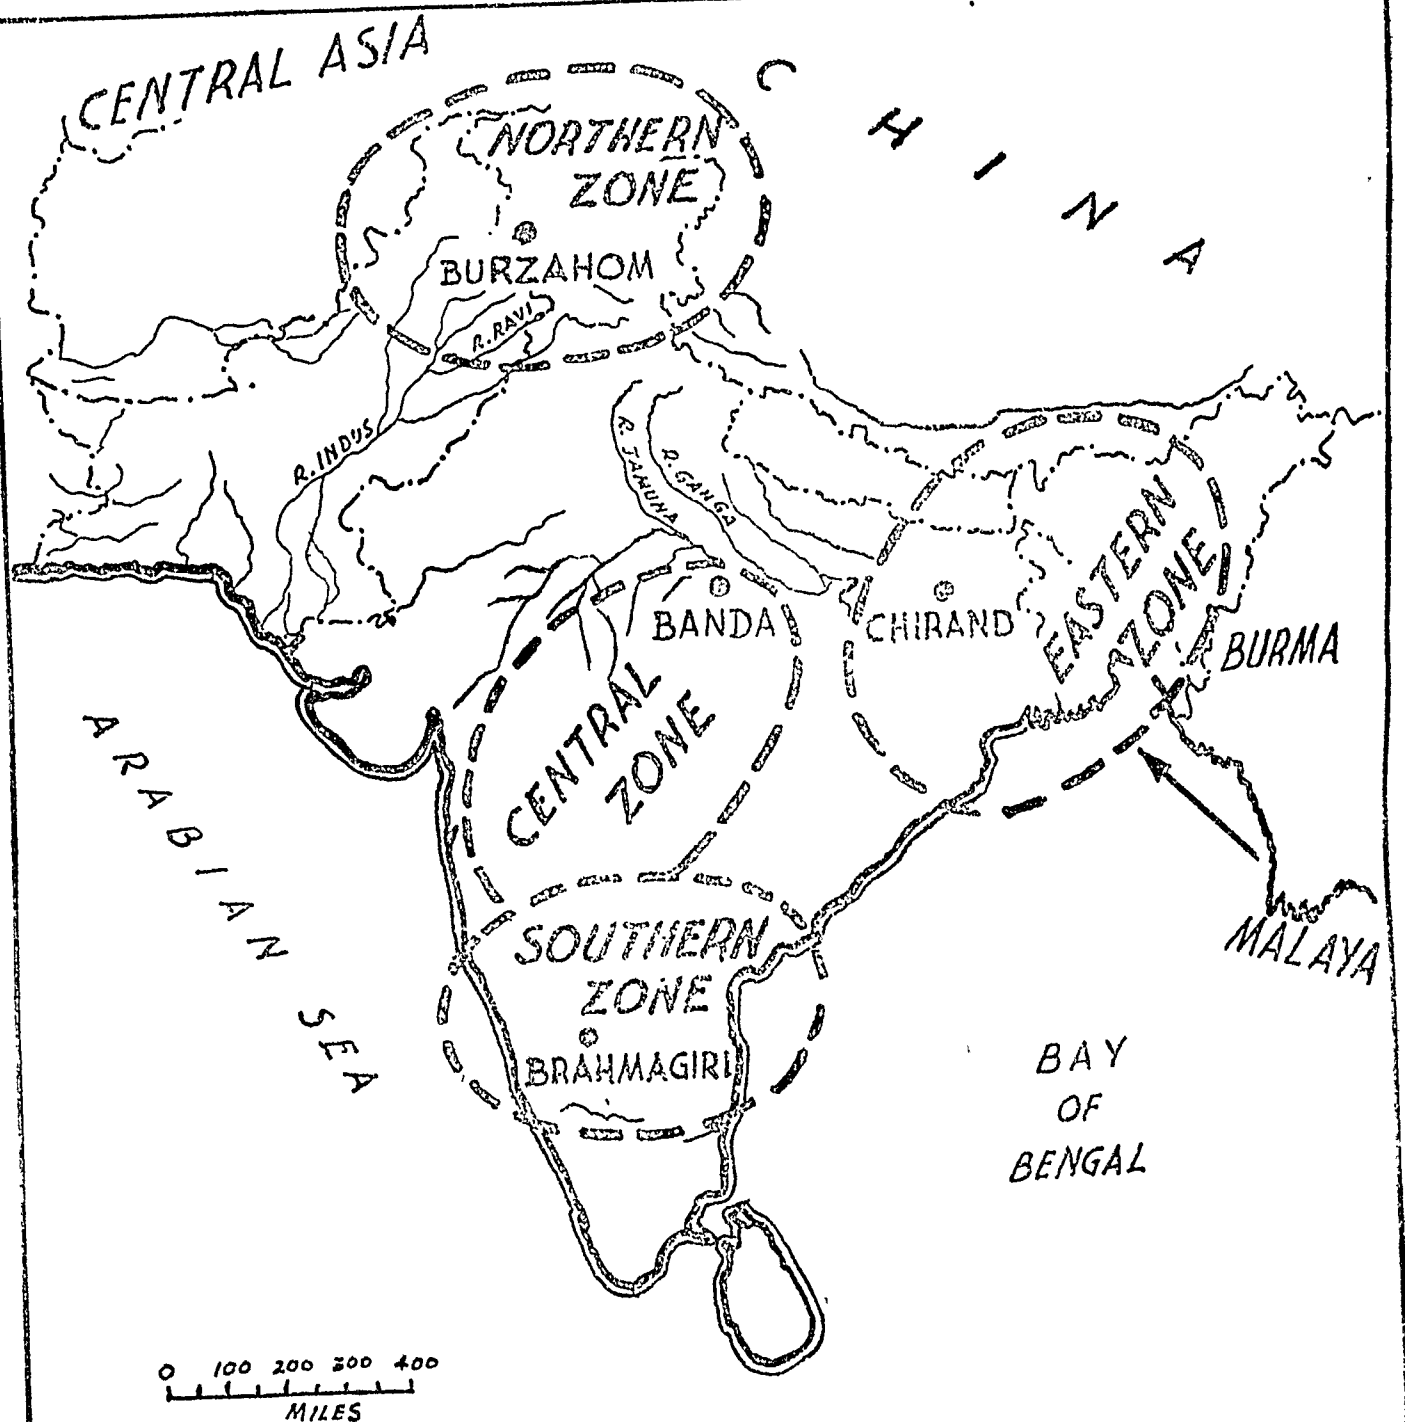 CENTRAL ASIA
CHINA
NORTHERN
ZONE
BURZAHOM
R. RAVI
R. INDUS
R. JAMUNA
R. GANGA
EASTERN
ZONE
BANDA
CHIRAND
BURMA
CENTRAL
ZONE
ARABIAN SEA
SOUTHERN
ZONE
BRAHMAGIRI
MALAYA
BAY
OF
BENGAL
0 100 200 300 400
MILES